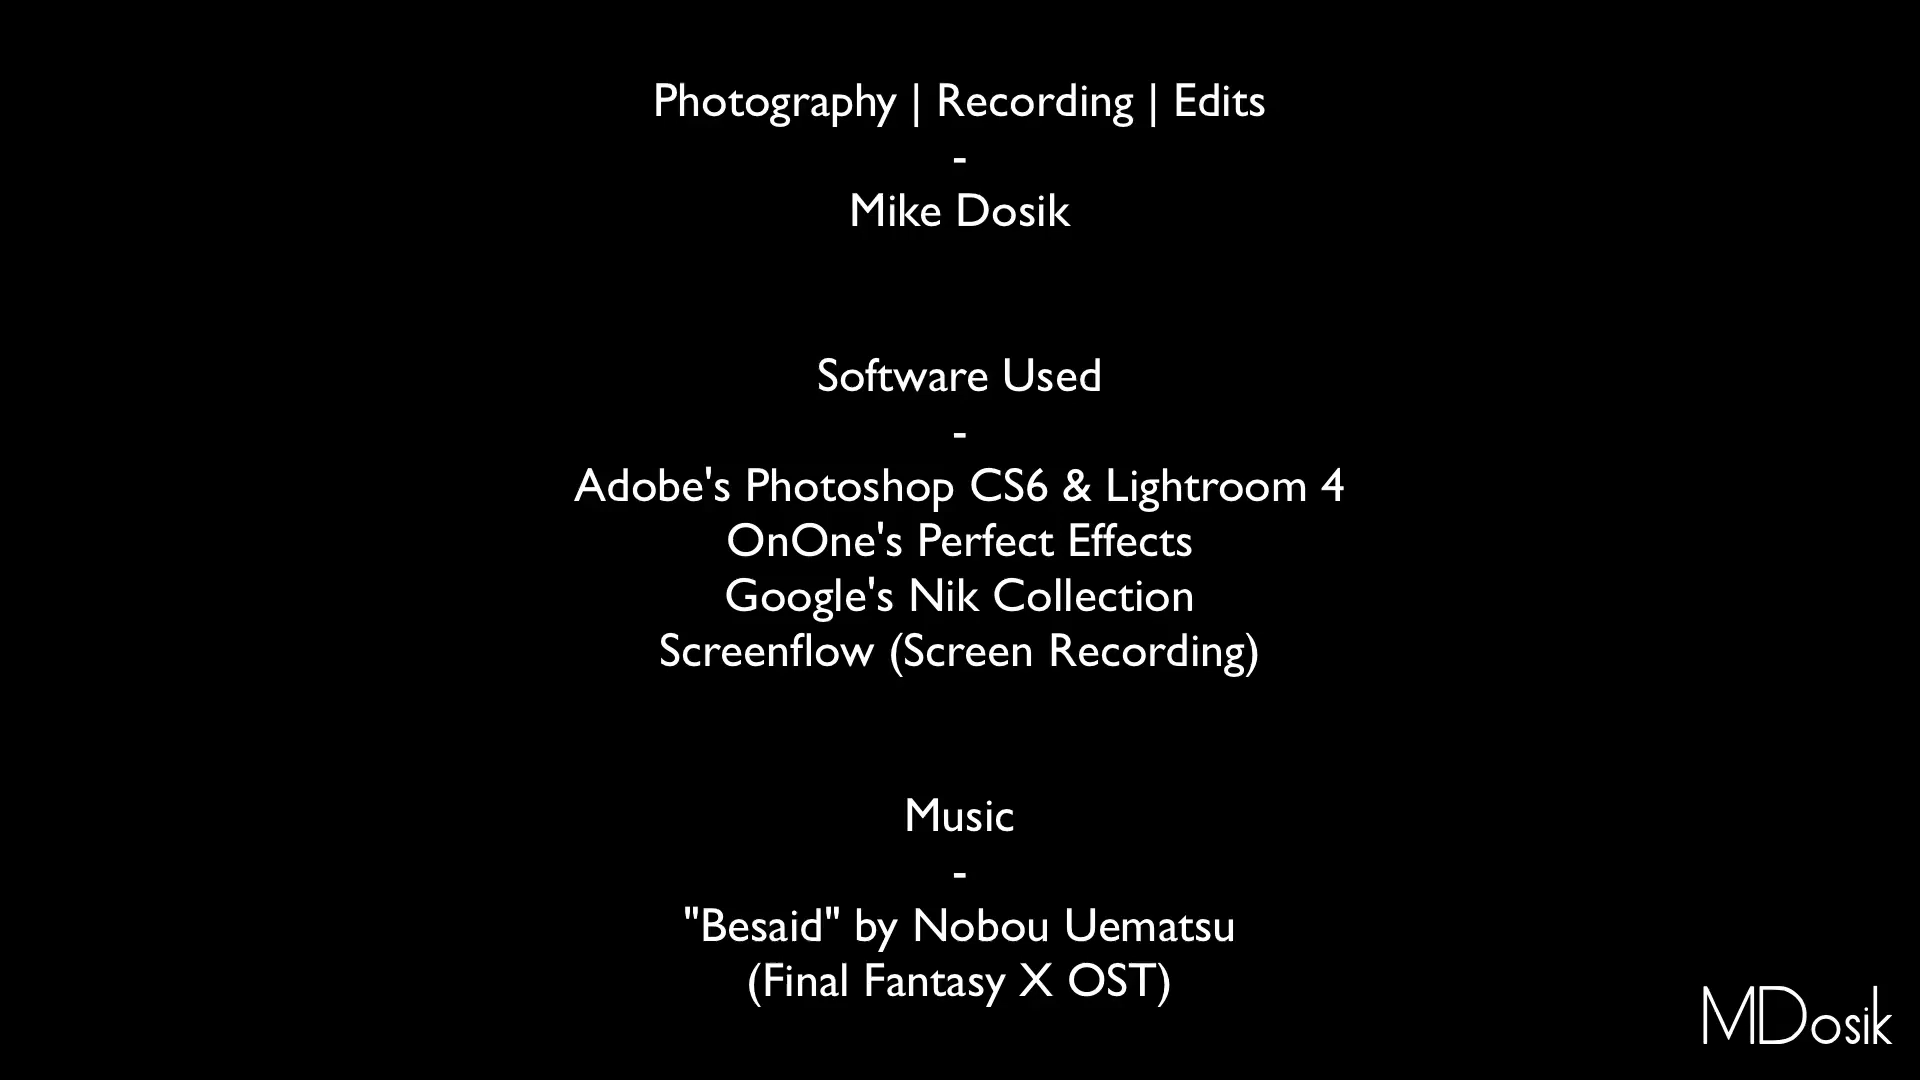 Photography | Recording | Edits
-
Mike Dosik
Software Used
-
Adobe's Photoshop CS6 & Lightroom 4
OnOne's Perfect Effects
Google's Nik Collection
Screenflow (Screen Recording)
Music
-
"Besaid" by Nobou Uematsu
(Final Fantasy X OST)
MDosik